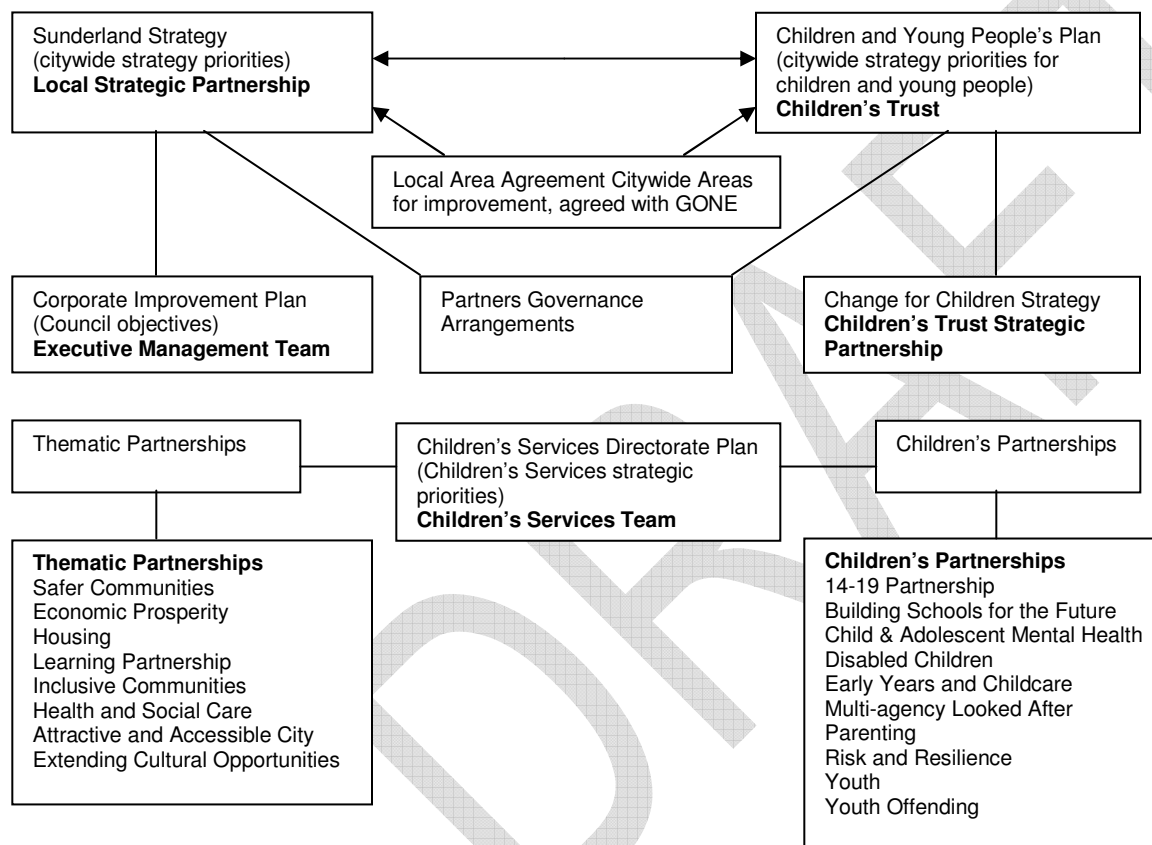 Sunderland Strategy
(citywide strategy priorities)
Local Strategic Partnership
Children and Young People’s Plan
(citywide strategy priorities for
children and young people)
Children’s Trust
Local Area Agreement Citywide Areas
for improvement, agreed with GONE
Corporate Improvement Plan
(Council objectives)
Executive Management Team
Partners Governance
Arrangements
Change for Children Strategy
Children’s Trust Strategic
Partnership
Thematic Partnerships
Children’s Services Directorate Plan
(Children’s Services strategic
priorities)
Children’s Services Team
Children’s Partnerships
Thematic Partnerships
Safer Communities
Economic Prosperity
Housing
Learning Partnership
Inclusive Communities
Health and Social Care
Attractive and Accessible City
Extending Cultural Opportunities
Children’s Partnerships
14-19 Partnership
Building Schools for the Future
Child & Adolescent Mental Health
Disabled Children
Early Years and Childcare
Multi-agency Looked After
Parenting
Risk and Resilience
Youth
Youth Offending
DRAFT